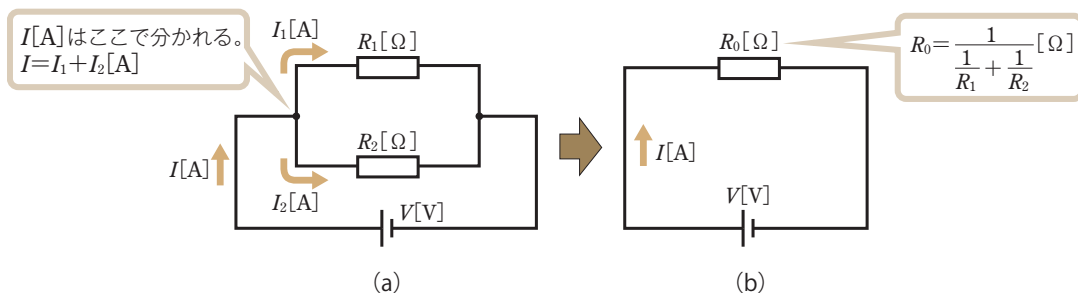 I[A]はここで分かれる。
I=I₁+I₂[A]
I₁[A]
R₁[Ω]
R₂[Ω]
I[A]
I₂[A]
V[V]
(a)
R₀[Ω]
R₀=1/(1/R₁+1/R₂)[Ω]
I[A]
V[V]
(b)